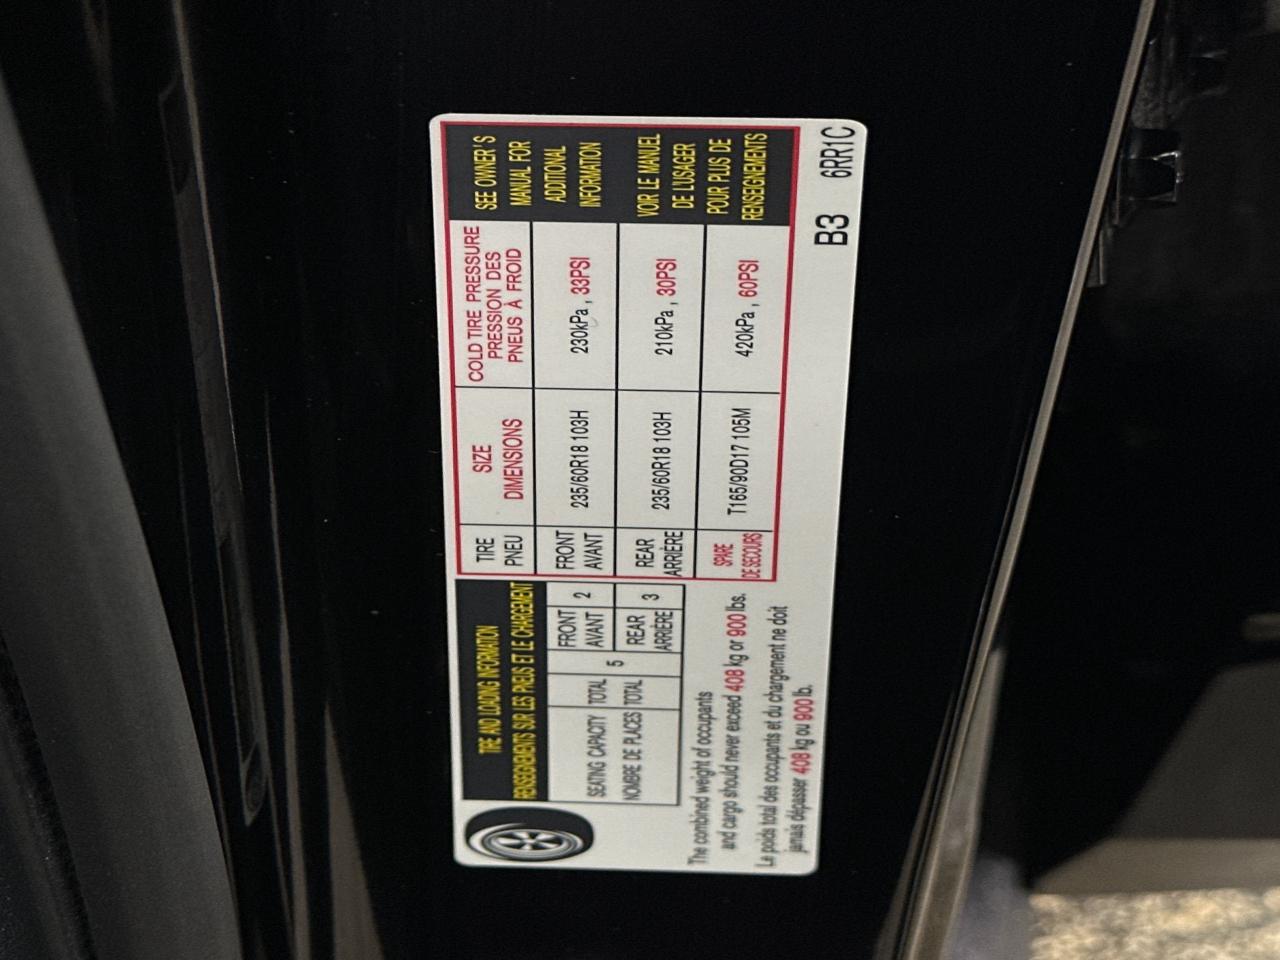 TIRE AND LOADING INFORMATION
RENSEIGNEMENTS SUR LES PNEUS ET LE CHARGEMENT
SEATING CAPACITY
NOMBRE DE PLACES
TOTAL
TOTAL
5
FRONT
AVANT
2
REAR
ARRIÈRE
3
The combined weight of occupants
and cargo should never exceed 408 kg or 900 lbs.
Le poids total des occupants et du chargement ne doit
jamais dépasser 408 kg ou 900 lb.
TIRE
PNEU
SIZE
DIMENSIONS
COLD TIRE PRESSURE
PRESSION DES
PNEUS À FROID
FRONT
AVANT
235/60R18 103H
230kPa , 33PSI
REAR
ARRIÈRE
235/60R18 103H
210kPa , 30PSI
SPARE
DE SECOURS
T165/90D17 105M
420kPa , 60PSI
SEE OWNER'S
MANUAL FOR
ADDITIONAL
INFORMATION
VOIR LE MANUEL
DE L'USAGER
POUR PLUS DE
RENSEIGNEMENTS
B3 6RR1C